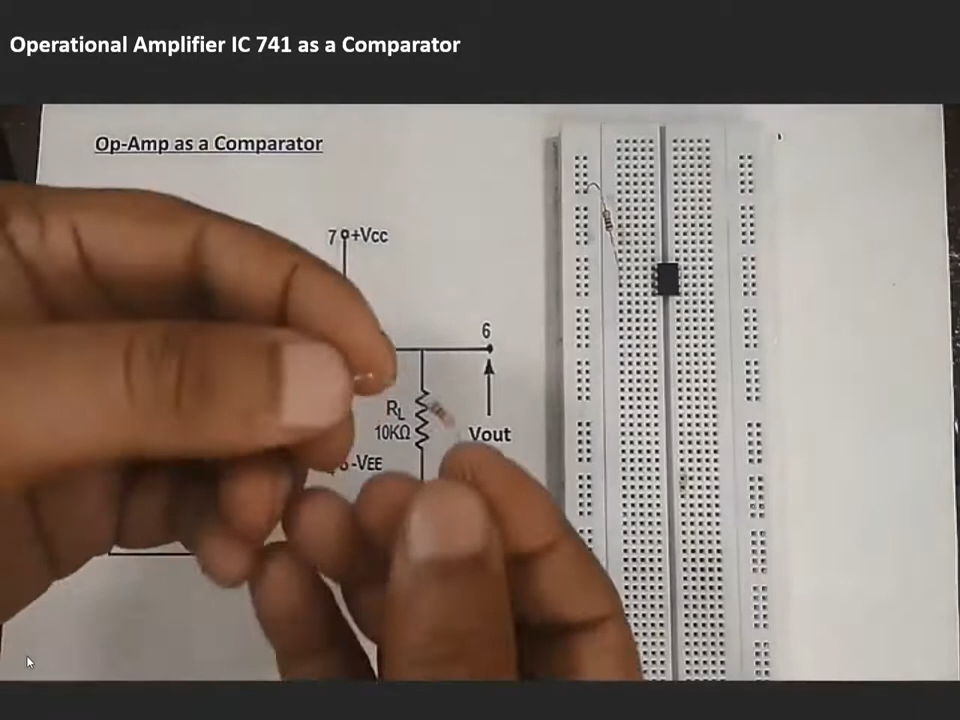 Operational Amplifier IC 741 as a Comparator
Op-Amp as a Comparator
7 +Vcc
6
RL
10KΩ
Vout
-VEE